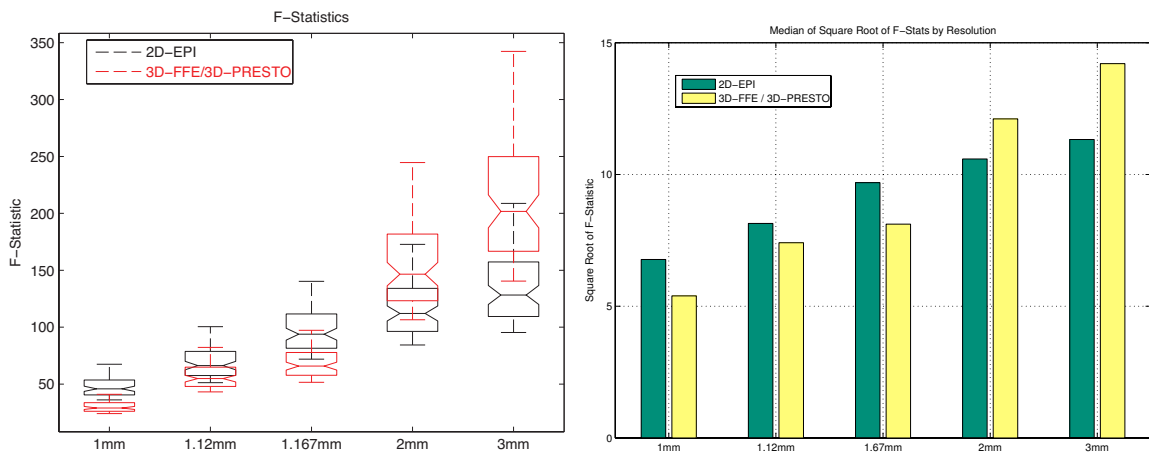 F-Statistics
350
300
250
200
150
100
50
F-Statistic
2D-EPI
3D-FFE/3D-PRESTO
1mm 1.12mm 1.167mm 2mm 3mm
Median of Square Root of F-Stats by Resolution
15
10
5
0
Square Root of F-Statistic
2D-EPI
3D-FFE / 3D-PRESTO
1mm 1.12mm 1.67mm 2mm 3mm